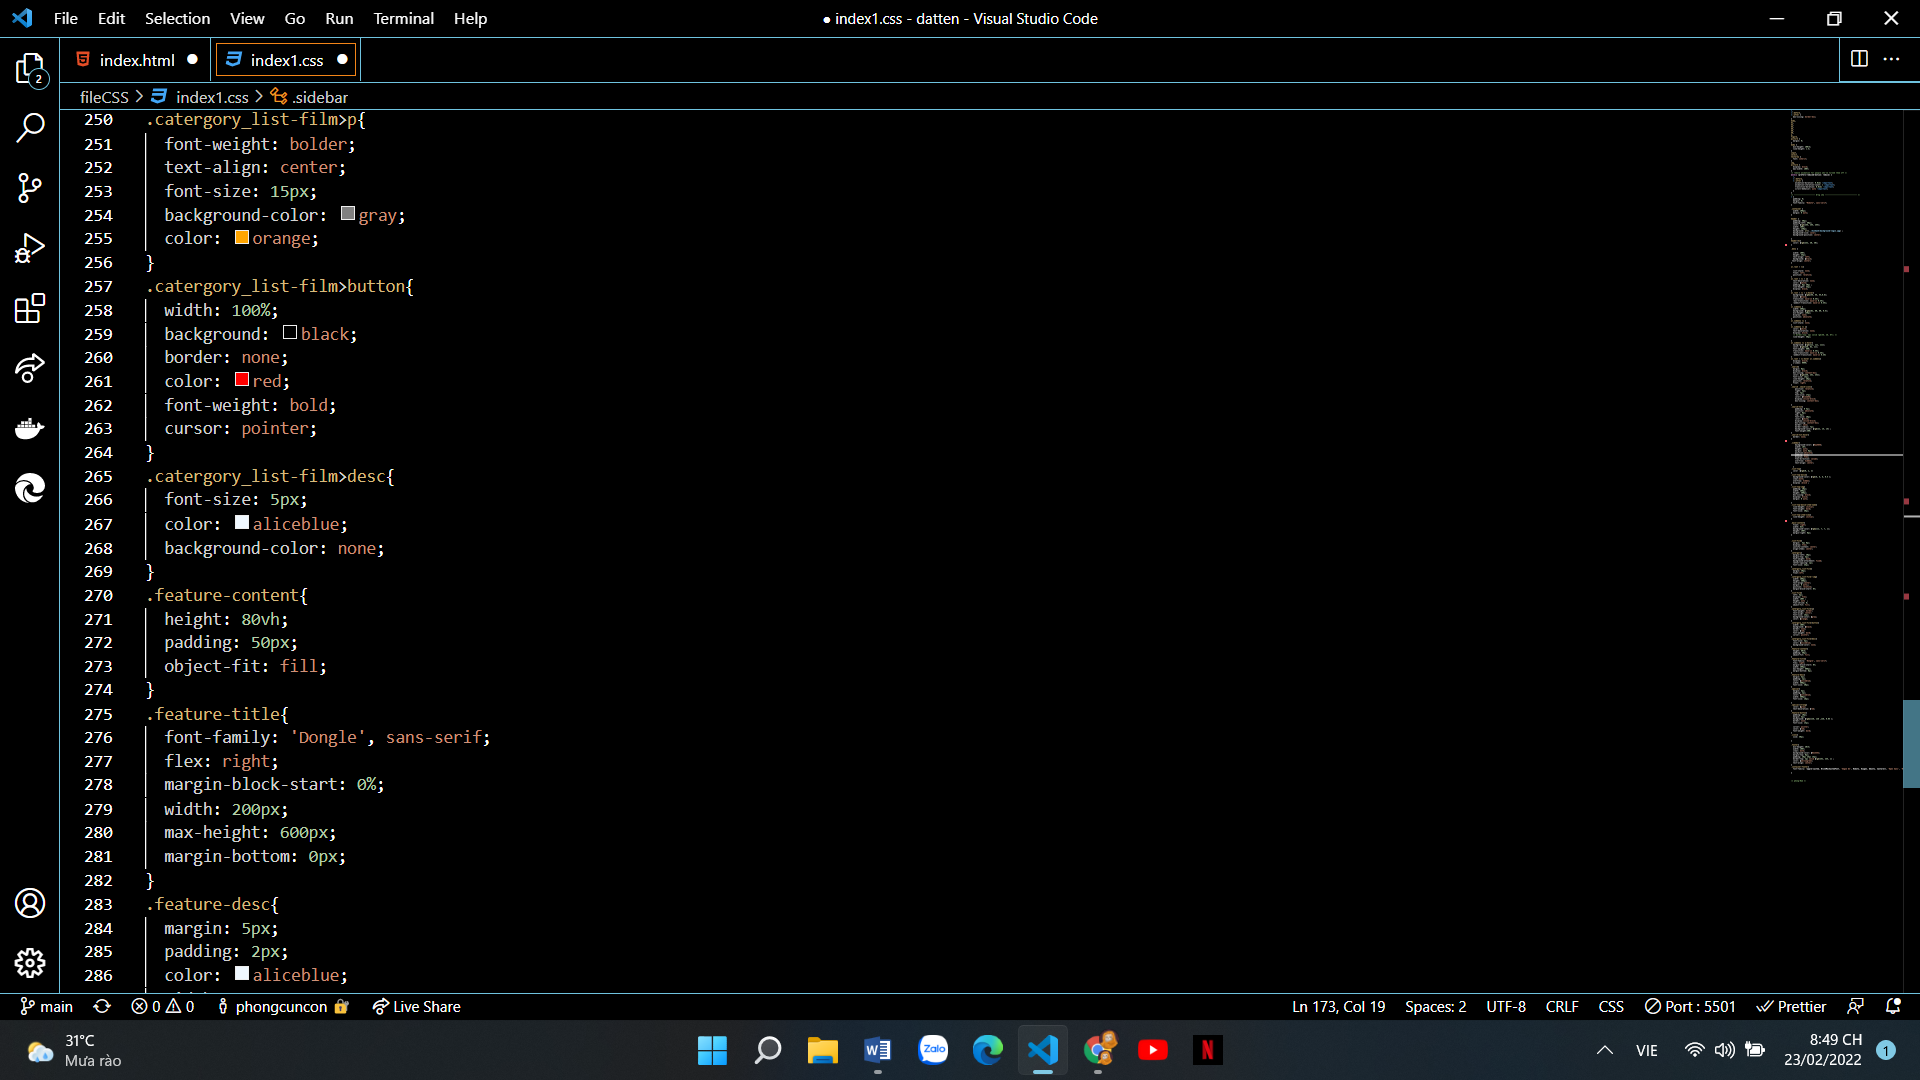 File Edit Selection View Go Run Terminal Help
● index1.css - datten - Visual Studio Code
index.html ●
index1.css ●
fileCSS > index1.css > .sidebar
2
250 .catergory_list-film>p{
251 font-weight: bolder;
252 text-align: center;
253 font-size: 15px;
254 background-color: gray;
255 color: orange;
256 }
257 .catergory_list-film>button{
258 width: 100%;
259 background: black;
260 border: none;
261 color: red;
262 font-weight: bold;
263 cursor: pointer;
264 }
265 .catergory_list-film>desc{
266 font-size: 5px;
267 color: aliceblue;
268 background-color: none;
269 }
270 .feature-content{
271 height: 80vh;
272 padding: 50px;
273 object-fit: fill;
274 }
275 .feature-title{
276 font-family: 'Dongle', sans-serif;
277 flex: right;
278 margin-block-start: 0%;
279 width: 200px;
280 max-height: 600px;
281 margin-bottom: 0px;
282 }
283 .feature-desc{
284 margin: 5px;
285 padding: 2px;
286 color: aliceblue;
main 0 0 phongcuncon Live Share
Ln 173, Col 19 Spaces: 2 UTF-8 CRLF CSS Port : 5501 Prettier
31°C
Mưa rào
Zalo
VIE
8:49 CH
23/02/2022
1